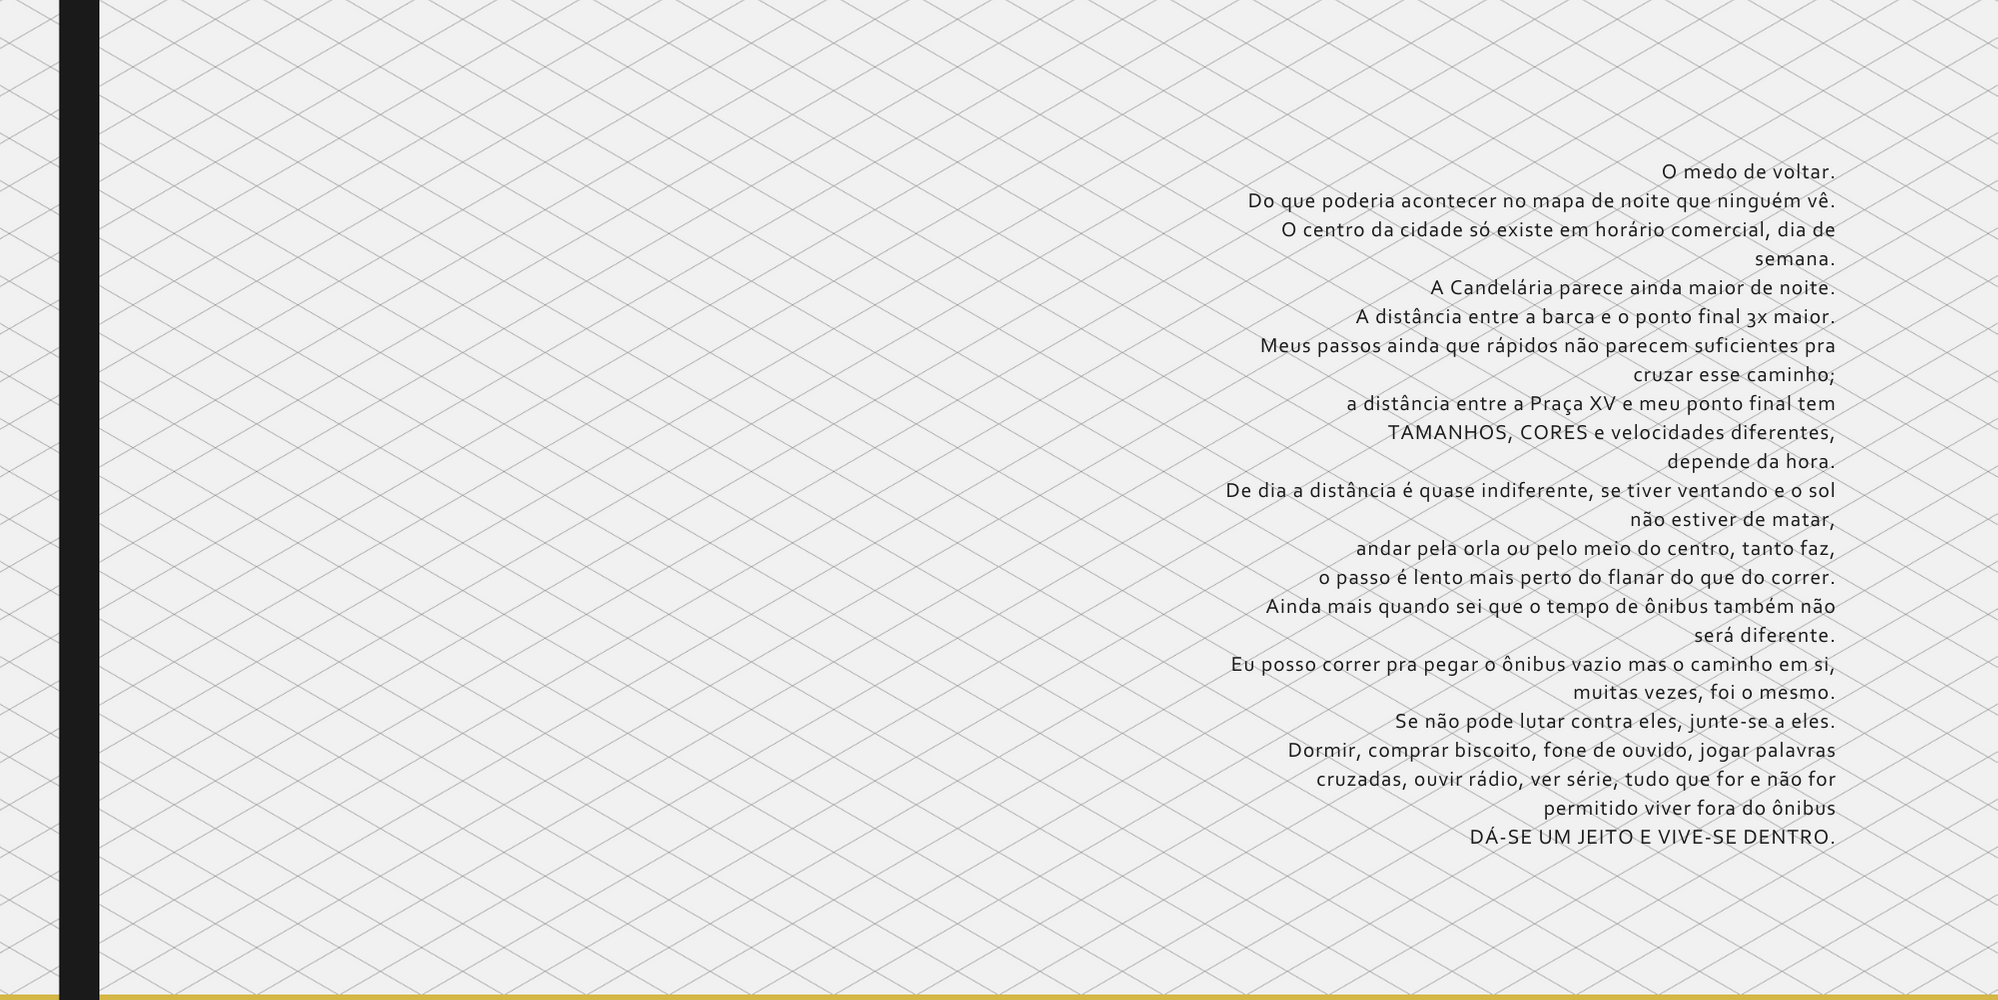 O medo de voltar.
Do que poderia acontecer no mapa de noite que ninguém vê.
O centro da cidade só existe em horário comercial, dia de
semana.
A Candelária parece ainda maior de noite.
A distância entre a barca e o ponto final 3x maior.
Meus passos ainda que rápidos não parecem suficientes pra
cruzar esse caminho;
a distância entre a Praça XV e meu ponto final tem
TAMANHOS, CORES e velocidades diferentes,
depende da hora.
De dia a distância é quase indiferente, se tiver ventando e o sol
não estiver de matar,
andar pela orla ou pelo meio do centro, tanto faz,
o passo é lento mais perto do flanar do que do correr.
Ainda mais quando sei que o tempo de ônibus também não
será diferente.
Eu posso correr pra pegar o ônibus vazio mas o caminho em si,
muitas vezes, foi o mesmo.
Se não pode lutar contra eles, junte-se a eles.
Dormir, comprar biscoito, fone de ouvido, jogar palavras
cruzadas, ouvir rádio, ver série, tudo que for e não for
permitido viver fora do ônibus
DÁ-SE UM JEITO E VIVE-SE DENTRO.